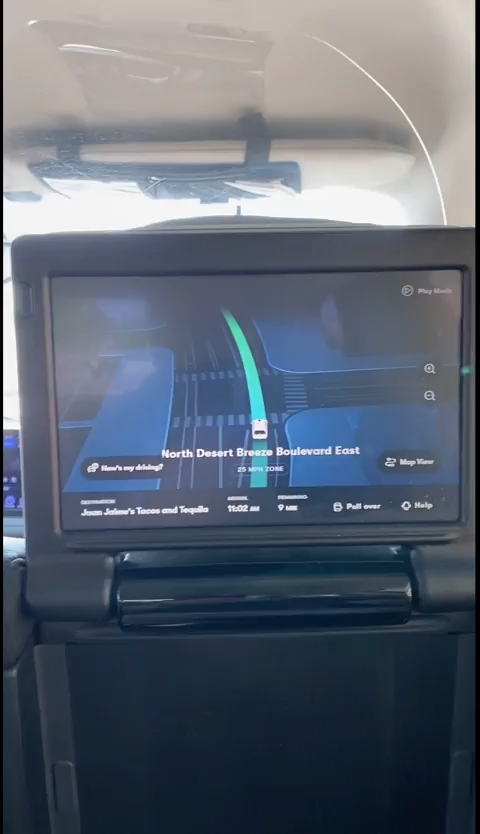 Play Music
North Desert Breeze Boulevard East
How's my driving?
25 MPH ZONE
Map View
DESTINATION
Juan Jaime's Tacos and Tequila
ARRIVAL
11:02 AM
REMAINING
9 MIN
Pull over
Help